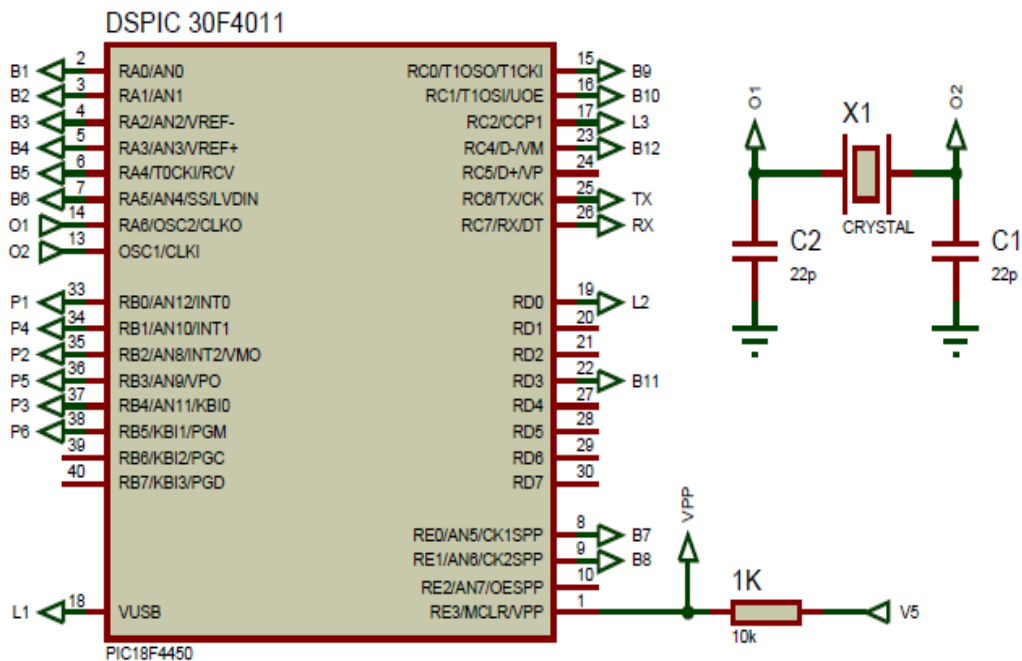 DSPIC 30F4011
B1 2 RA0/AN0 RC0/T1OSO/T1CKI 15 B9
B2 3 RA1/AN1 RC1/T1OSI/UOE 16 B10
B3 4 RA2/AN2/VREF- RC2/CCP1 17 L3
B4 5 RA3/AN3/VREF+ RC4/D-/VM 23 B12
B5 6 RA4/T0CKI/RCV RC5/D+/VP 24
B6 7 RA5/AN4/SS/LVDIN RC6/TX/CK 25 TX
O1 14 RA6/OSC2/CLKO RC7/RX/DT 26 RX
O2 13 OSC1/CLKI
P1 33 RB0/AN12/INT0 RD0 19 L2
P4 34 RB1/AN10/INT1 RD1 20
P2 35 RB2/AN8/INT2/VMO RD2 21
P5 36 RB3/AN9/VPO RD3 22 B11
P3 37 RB4/AN11/KBI0 RD4 27
P6 38 RB5/KBI1/PGM RD5 28
39 RB6/KBI2/PGC RD6 29
40 RB7/KBI3/PGD RD7 30
RE0/AN5/CK1SPP 8 B7
RE1/AN6/CK2SPP 9 B8
RE2/AN7/OESPP 10
L1 18 VUSB RE3/MCLR/VPP 1
PIC18F4450
O1
O2
X1
CRYSTAL
C2
22p
C1
22p
VPP
1K
10k
V5